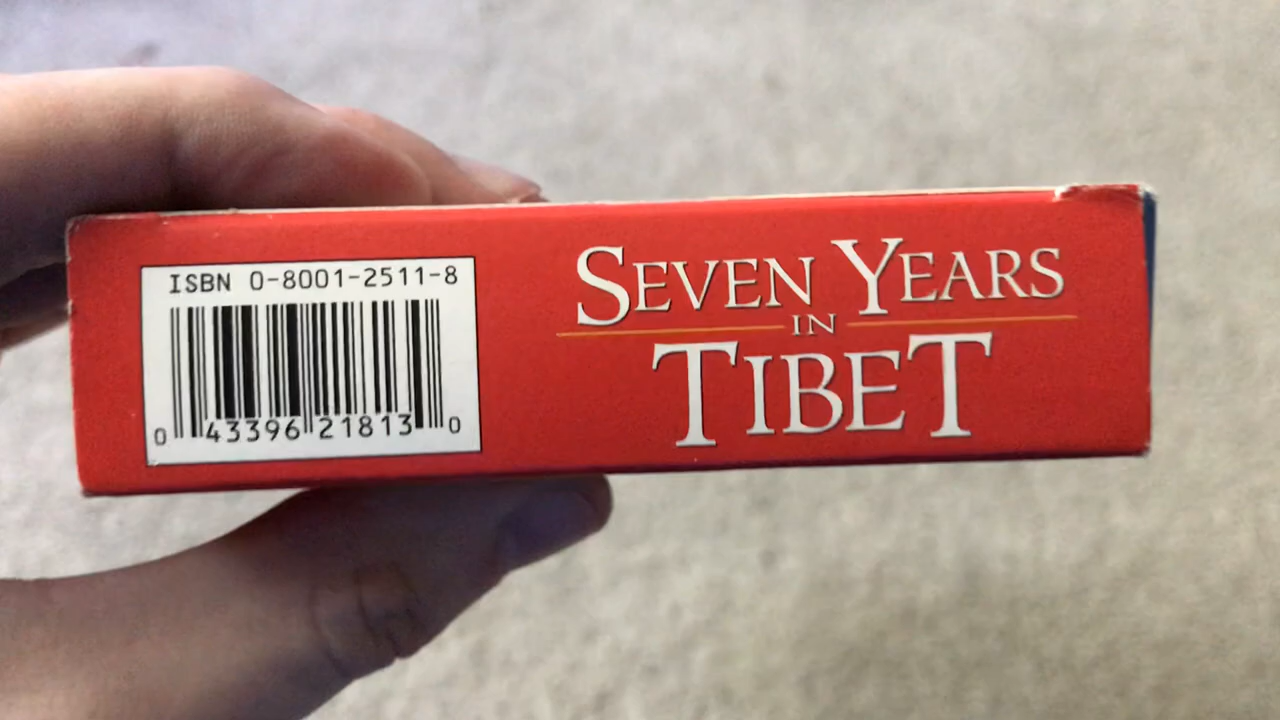 ISBN 0-8001-2511-8
0 43396 21813 0
SEVEN YEARS
IN
TIBET